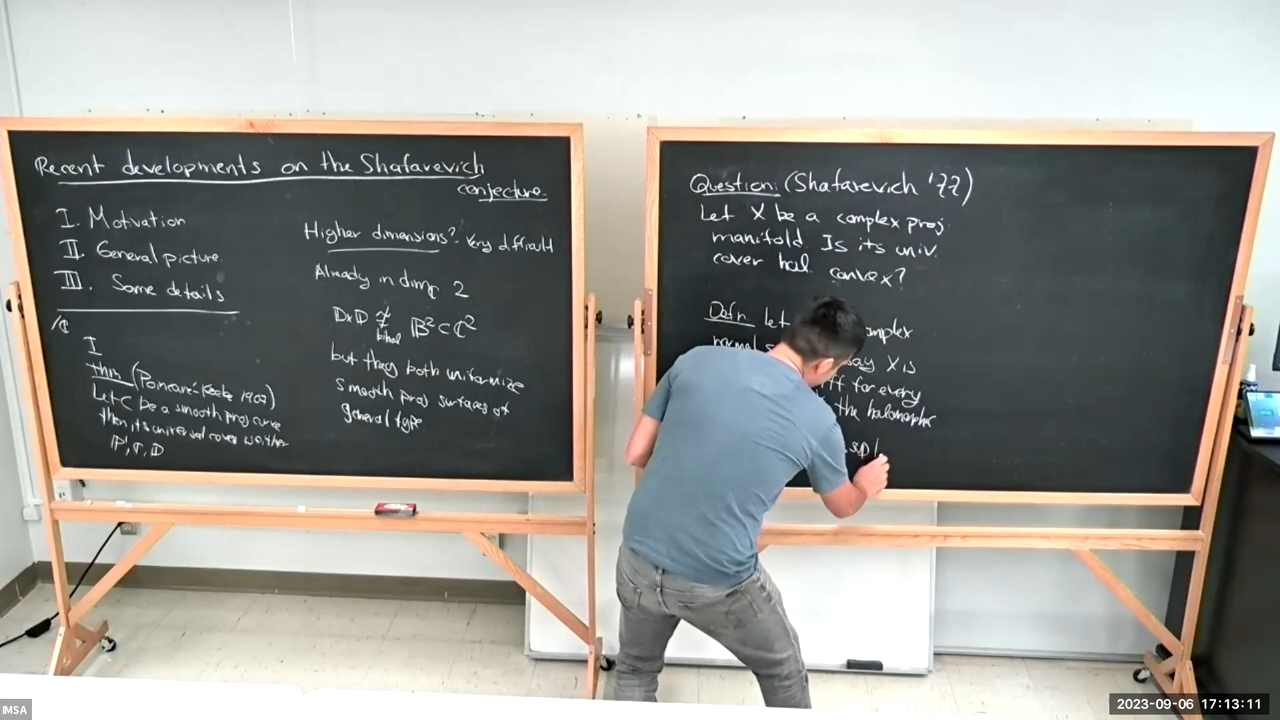 Recent developments on the Shafarevich
conjecture.
I. Motivation
II. General picture.
III. Some details
/ℂ
I
Thm (Poincaré-Koebe 1907)
Let C be a smooth proj curve
then its universal cover is either
ℙ¹, ℂ, 𝔻
Higher dimensions? Very difficult
Already in dim 2
𝔻×𝔻 ≄ 𝔹² ⊂ ℂ²
bihol
but they both uniformize
smooth proj surfaces of
general type
Question: (Shafarevich '77)
Let X be a complex proj.
manifold. Is its univ.
cover hol. convex?
Defn. Let
complex
normal
say X is
iff for every
the holomorphic
IMSA
2023-09-06 17:13:11